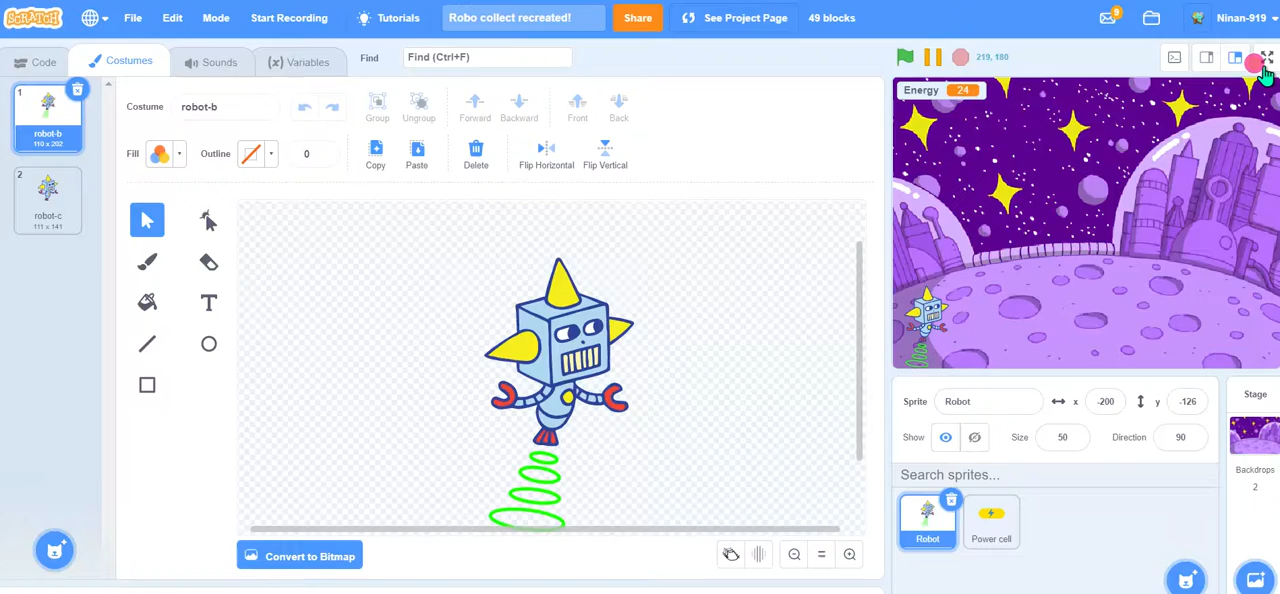 SCRATCH File Edit Mode Start Recording Tutorials Robo collect recreated! Share See Project Page 49 blocks 9 Ninan-919
Code Costumes Sounds (x) Variables Find Find (Ctrl+F) 219, 180
1
robot-b
110 x 202
2
robot-c
111 x 141
Costume robot-b Group Ungroup Forward Backward Front Back
Fill Outline 0 Copy Paste Delete Flip Horizontal Flip Vertical
T
Convert to Bitmap
Energy 24
Sprite Robot x -200 y -126
Show Size 50 Direction 90
Search sprites...
Robot
Power cell
Stage
Backdrops
2